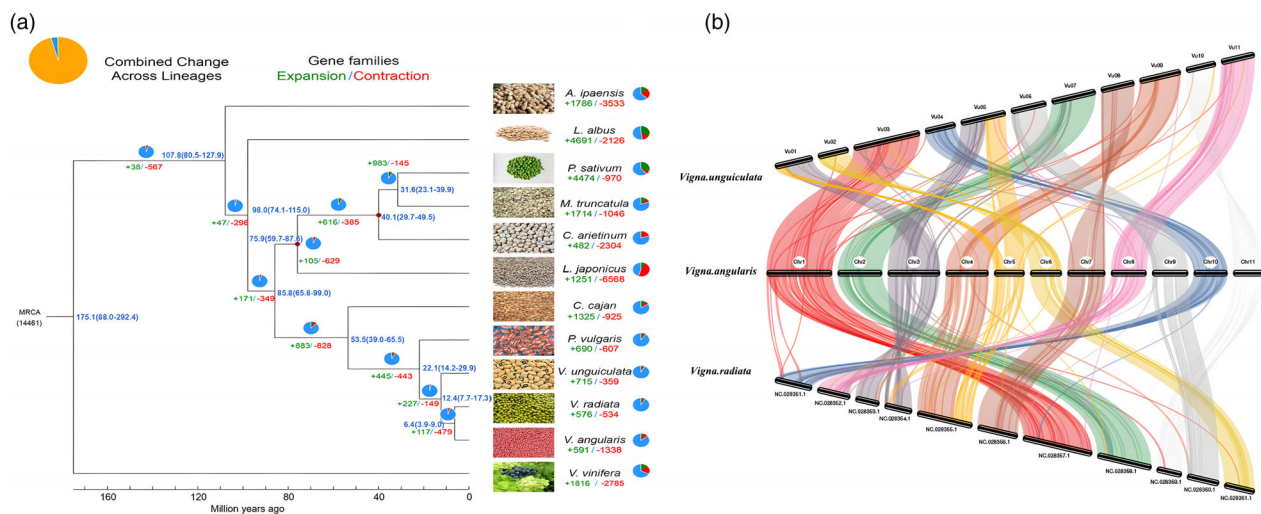 (a)
Combined Change
Across Lineages
Gene families
Expansion/Contraction
A. ipaensis
+1786 / -3533
L. albus
+4691 / -2126
P. sativum
+4474 / -970
M. truncatula
+1714 / -1046
C. arietinum
+482 / -2304
L. japonicus
+1251 / -6568
C. cajan
+1325 / -925
P. vulgaris
+690 / -607
V. unguiculata
+715 / -359
V. radiata
+576 / -534
V. angularis
+591 / -1338
V. vinifera
+1816 / -2785
107.8(80.5-127.9)
+38/ -567
+983/ -145
31.6(23.1-39.9)
98.0(74.1-115.0)
+47/ -296
+616/ -385
40.1(29.7-49.5)
75.9(59.7-87.6)
+105/ -629
+171/ -349
85.8(65.8-99.0)
MRCA
(14461)
175.1(88.0-292.4)
+883/ -828
53.5(39.0-65.5)
+445/ -443
22.1(14.2-29.9)
+227/ -149
12.4(7.7-17.3)
6.4(3.9-9.0)
+117/ -479
160
120
80
40
0
Million years ago
(b)
Vu01
Vu02
Vu03
Vu04
Vu05
Vu06
Vu07
Vu08
Vu09
Vu10
Vu11
Vigna.unguiculata
Vigna.angularis
Chr1
Chr2
Chr3
Chr4
Chr5
Chr6
Chr7
Chr8
Chr9
Chr10
Chr11
Vigna.radiata
NC.028351.1
NC.028352.1
NC.028353.1
NC.028354.1
NC.028355.1
NC.028356.1
NC.028357.1
NC.028358.1
NC.028359.1
NC.028360.1
NC.028361.1